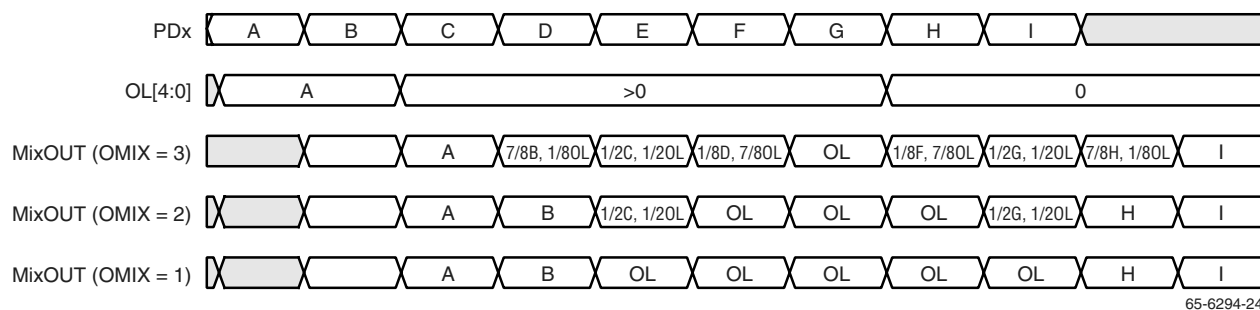 PDx A B C D E F G H I
OL[4:0] A >0 0
MixOUT (OMIX = 3) A 7/8B, 1/8OL 1/2C, 1/2OL 1/8D, 7/8OL OL 1/8F, 7/8OL 1/2G, 1/2OL 7/8H, 1/8OL I
MixOUT (OMIX = 2) A B 1/2C, 1/2OL OL OL OL 1/2G, 1/2OL H I
MixOUT (OMIX = 1) A B OL OL OL OL OL H I
65-6294-24